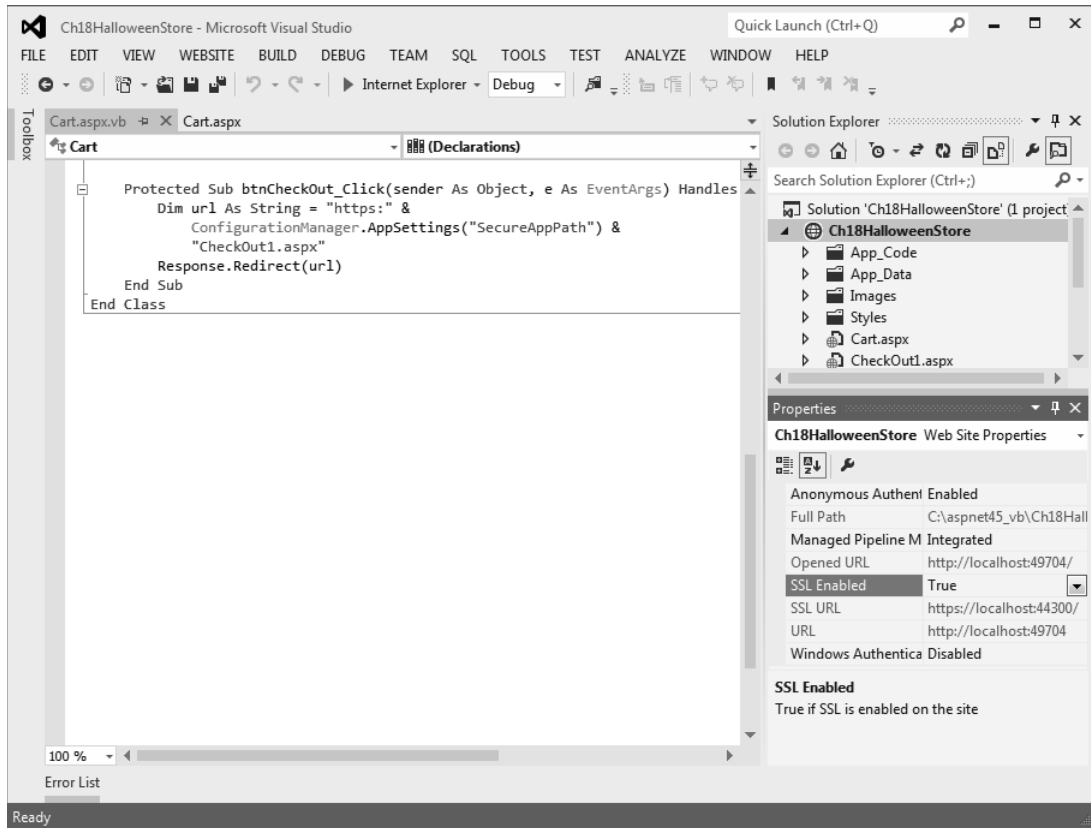 Ch18HalloweenStore - Microsoft Visual Studio
Quick Launch (Ctrl+Q)
FILE EDIT VIEW WEBSITE BUILD DEBUG TEAM SQL TOOLS TEST ANALYZE WINDOW HELP
Internet Explorer Debug
Toolbox
Cart.aspx.vb Cart.aspx
Cart (Declarations)
Protected Sub btnCheckOut_Click(sender As Object, e As EventArgs) Handles
Dim url As String = "https:" &
ConfigurationManager.AppSettings("SecureAppPath") &
"CheckOut1.aspx"
Response.Redirect(url)
End Sub
End Class
100 %
Error List
Ready
Solution Explorer
Search Solution Explorer (Ctrl+;)
Solution 'Ch18HalloweenStore' (1 project
Ch18HalloweenStore
App_Code
App_Data
Images
Styles
Cart.aspx
CheckOut1.aspx
Properties
Ch18HalloweenStore Web Site Properties
Anonymous Authent Enabled
Full Path C:\aspnet45_vb\Ch18Hall
Managed Pipeline M Integrated
Opened URL http://localhost:49704/
SSL Enabled True
SSL URL https://localhost:44300/
URL http://localhost:49704
Windows Authentica Disabled
SSL Enabled
True if SSL is enabled on the site